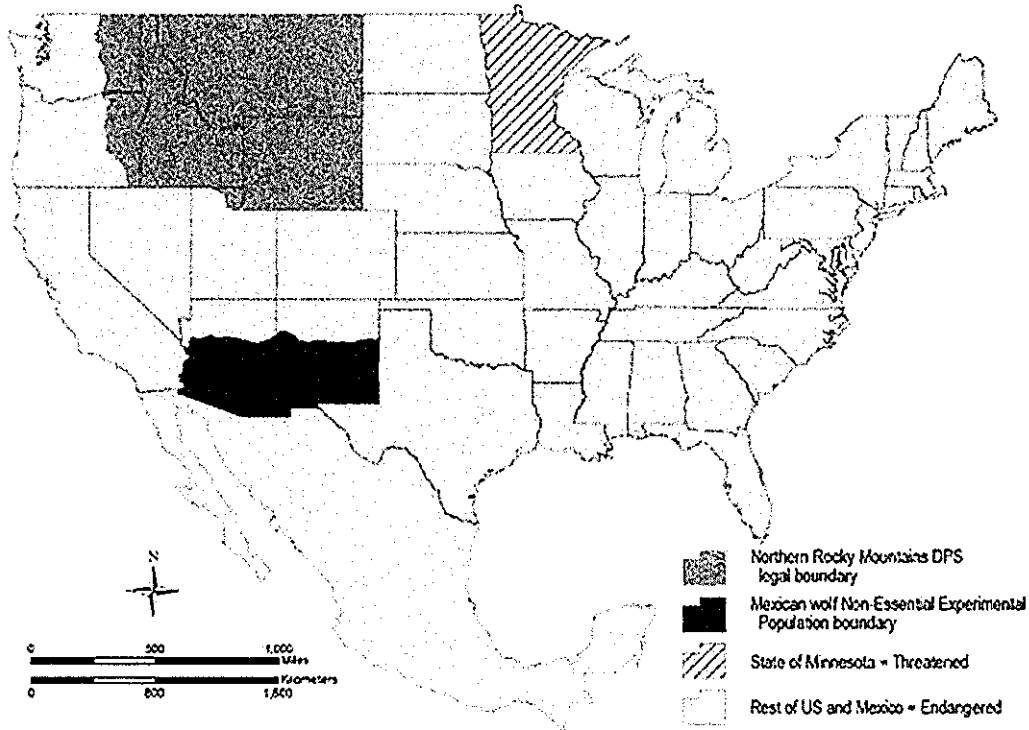 N
0 500 1,000
Miles
Kilometers
0 800 1,600
Northern Rocky Mountains DPS
legal boundary
Mexican wolf Non-Essential Experimental
Population boundary
State of Minnesota = Threatened
Rest of US and Mexico = Endangered